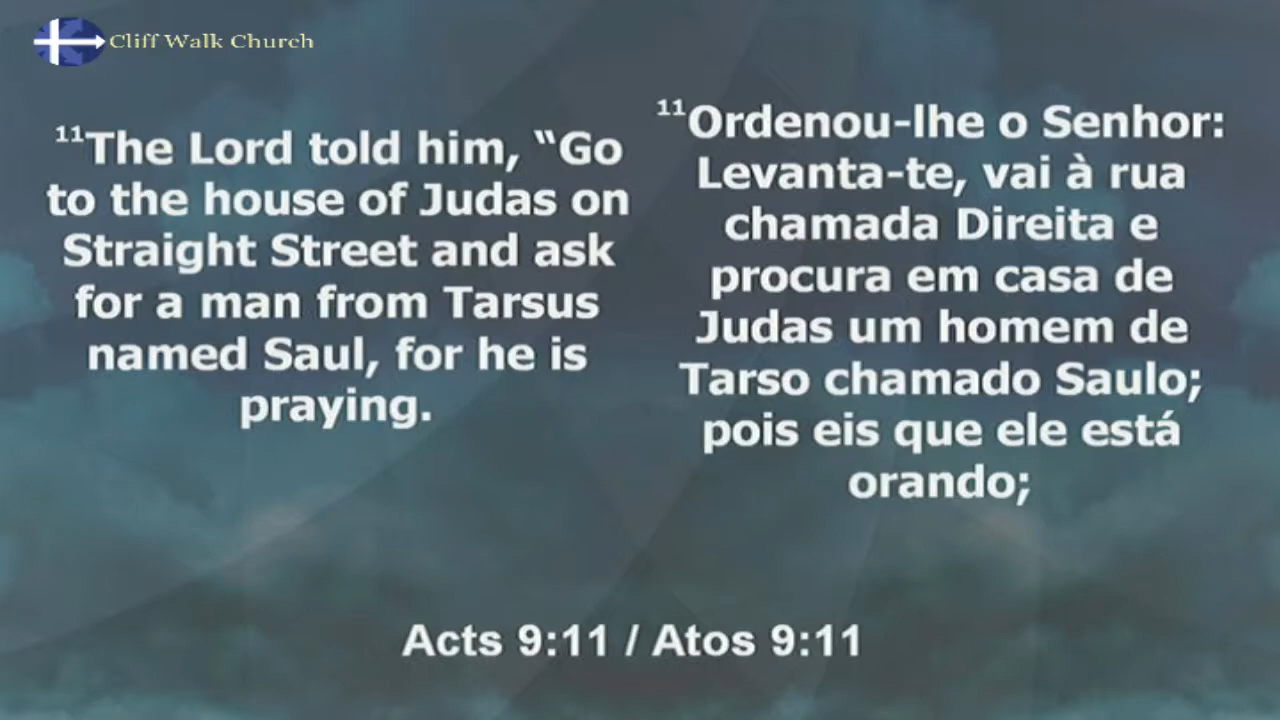 Cliff Walk Church
¹¹The Lord told him, “Go
to the house of Judas on
Straight Street and ask
for a man from Tarsus
named Saul, for he is
praying.
¹¹Ordenou-lhe o Senhor:
Levanta-te, vai à rua
chamada Direita e
procura em casa de
Judas um homem de
Tarso chamado Saulo;
pois eis que ele está
orando;
Acts 9:11 / Atos 9:11